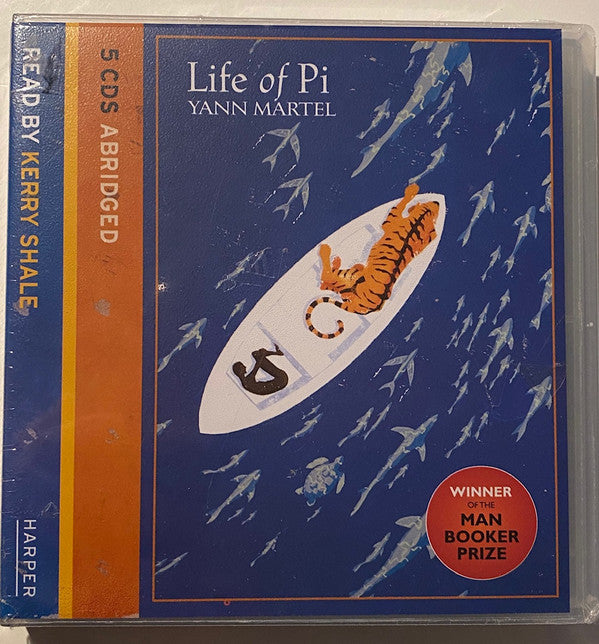 READ BY KERRY SHALE
HARPER
5 CDS ABRIDGED
Life of Pi
YANN MARTEL
WINNER
OF THE
MAN
BOOKER
PRIZE